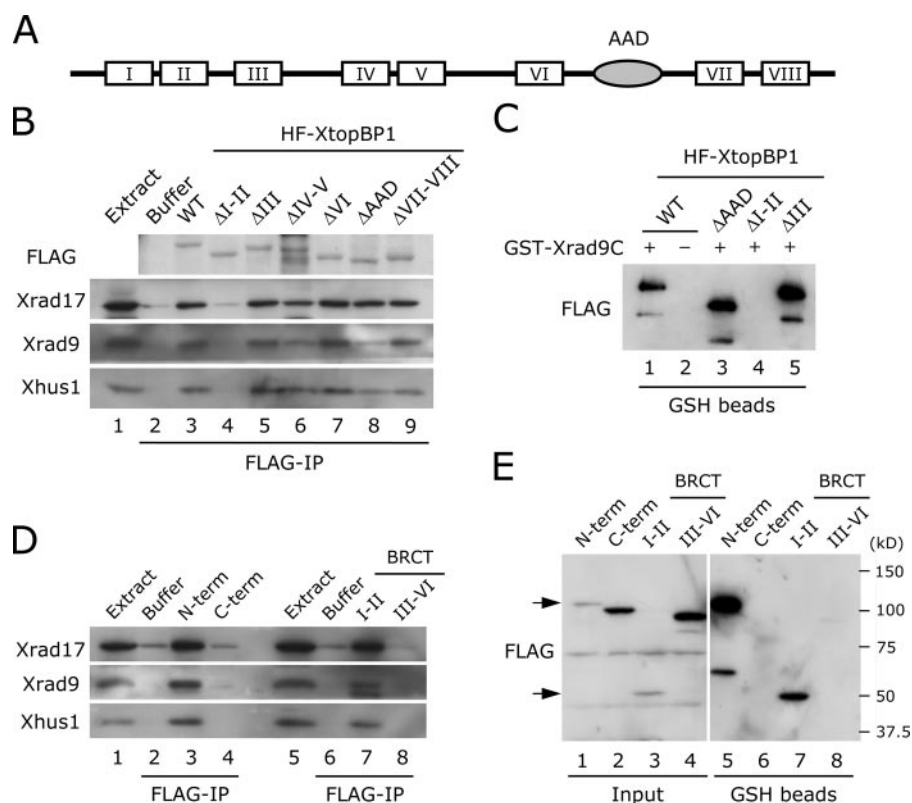 A
AAD
I II III IV V VI VII VIII
B
HF-XtopBP1
Extract Buffer WT ΔI-II ΔIII ΔIV-V ΔVI ΔAAD ΔVII-VIII
FLAG
Xrad17
Xrad9
Xhus1
1 2 3 4 5 6 7 8 9
FLAG-IP
C
HF-XtopBP1
WT ΔAAD ΔI-II ΔIII
GST-Xrad9C + − + + +
FLAG
1 2 3 4 5
GSH beads
D
BRCT
Extract Buffer N-term C-term Extract Buffer I-II III-VI
Xrad17
Xrad9
Xhus1
1 2 3 4 5 6 7 8
FLAG-IP FLAG-IP
E
BRCT BRCT
N-term C-term I-II III-VI N-term C-term I-II III-VI
(kD)
150
100
75
50
37.5
FLAG
1 2 3 4 5 6 7 8
Input GSH beads